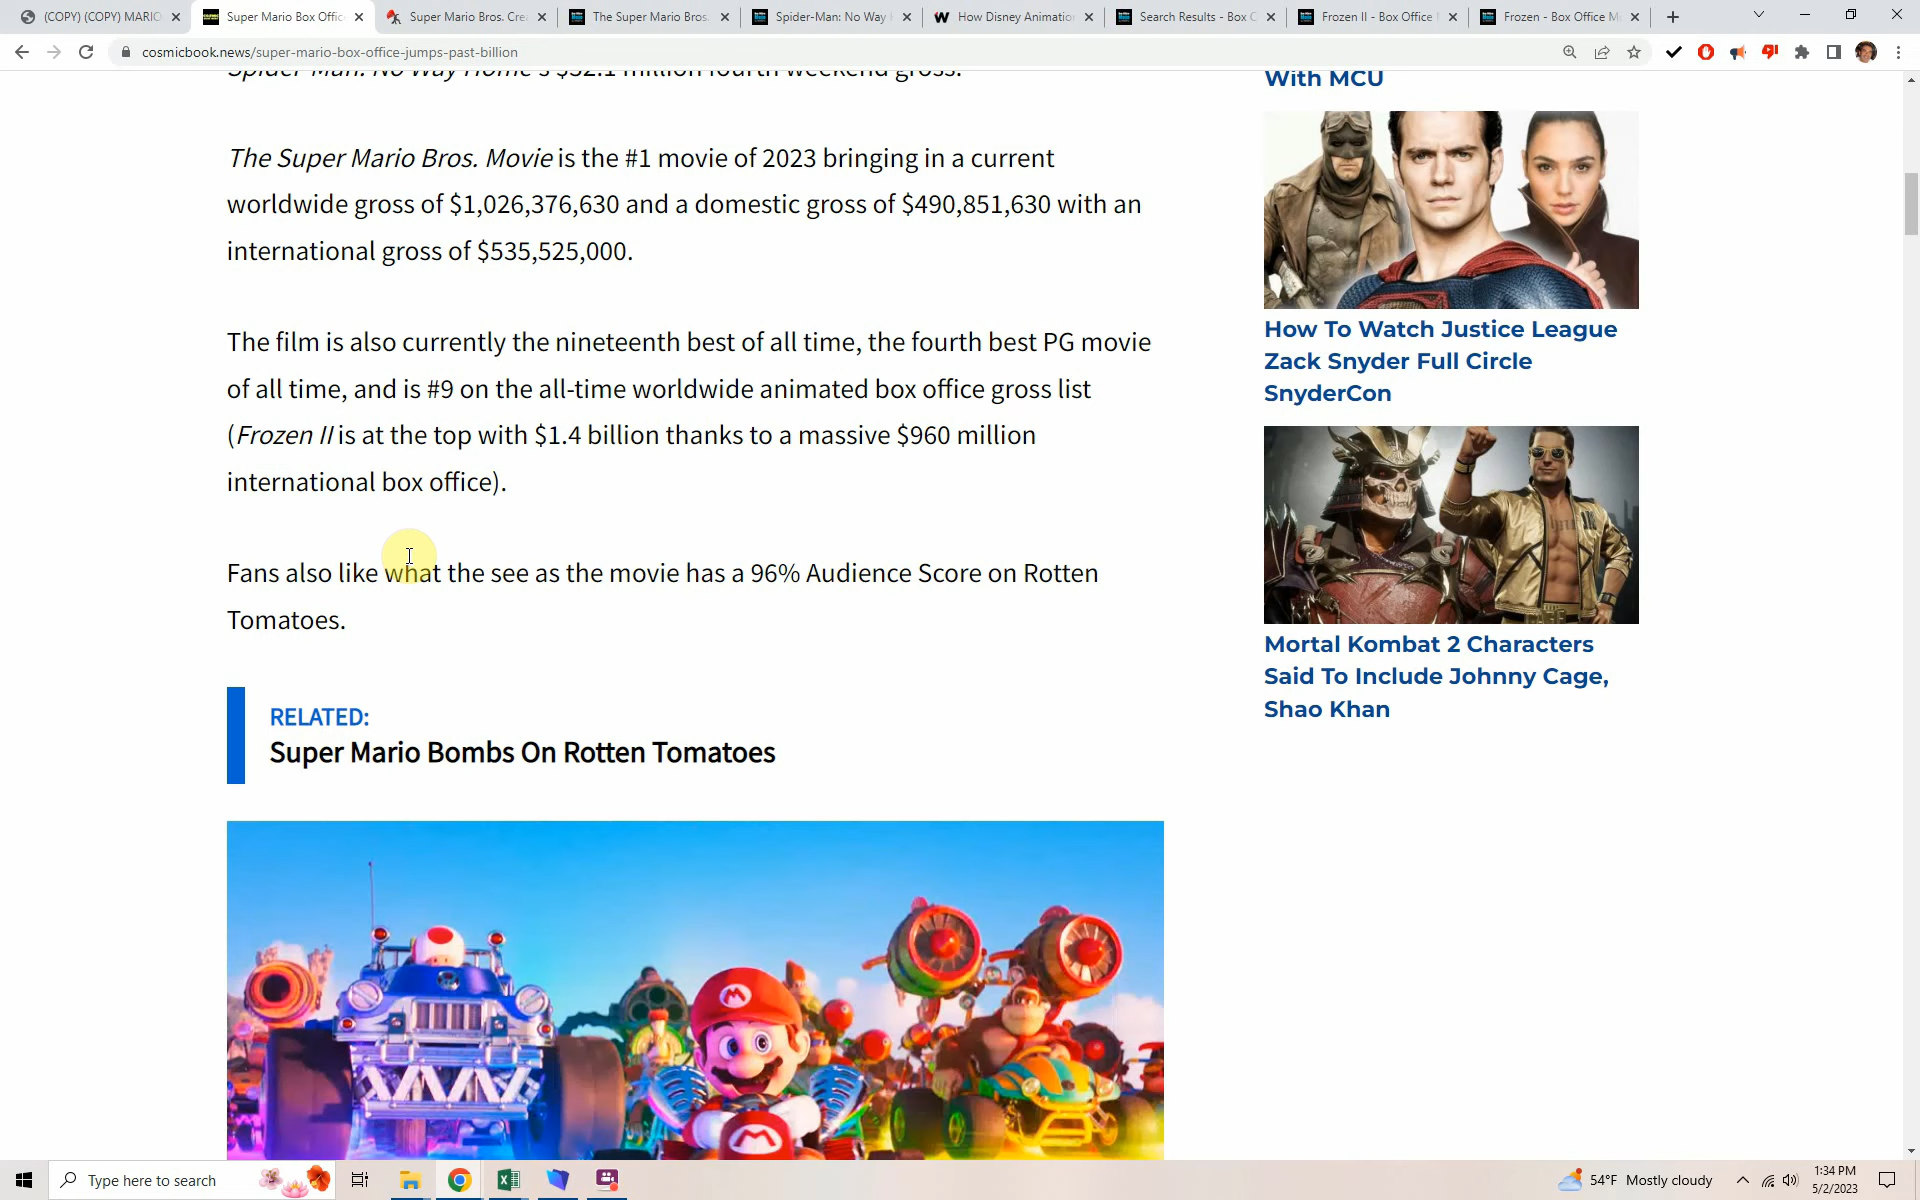 (COPY) (COPY) MARIO
Super Mario Box Offic
Super Mario Bros. Cre
The Super Mario Bros.
Spider-Man: No Way
How Disney Animation
Search Results - Box O
Frozen II - Box Office
Frozen - Box Office M
cosmicbook.news/super-mario-box-office-jumps-past-billion
Spider-Man: No Way Home's $32.1 million fourth weekend gross.
The Super Mario Bros. Movie is the #1 movie of 2023 bringing in a current
worldwide gross of $1,026,376,630 and a domestic gross of $490,851,630 with an
international gross of $535,525,000.
The film is also currently the nineteenth best of all time, the fourth best PG movie
of all time, and is #9 on the all-time worldwide animated box office gross list
(Frozen II is at the top with $1.4 billion thanks to a massive $960 million
international box office).
Fans also like what the see as the movie has a 96% Audience Score on Rotten
Tomatoes.
RELATED:
Super Mario Bombs On Rotten Tomatoes
With MCU
How To Watch Justice League
Zack Snyder Full Circle
SnyderCon
Mortal Kombat 2 Characters
Said To Include Johnny Cage,
Shao Khan
Type here to search
54°F Mostly cloudy
1:34 PM
5/2/2023